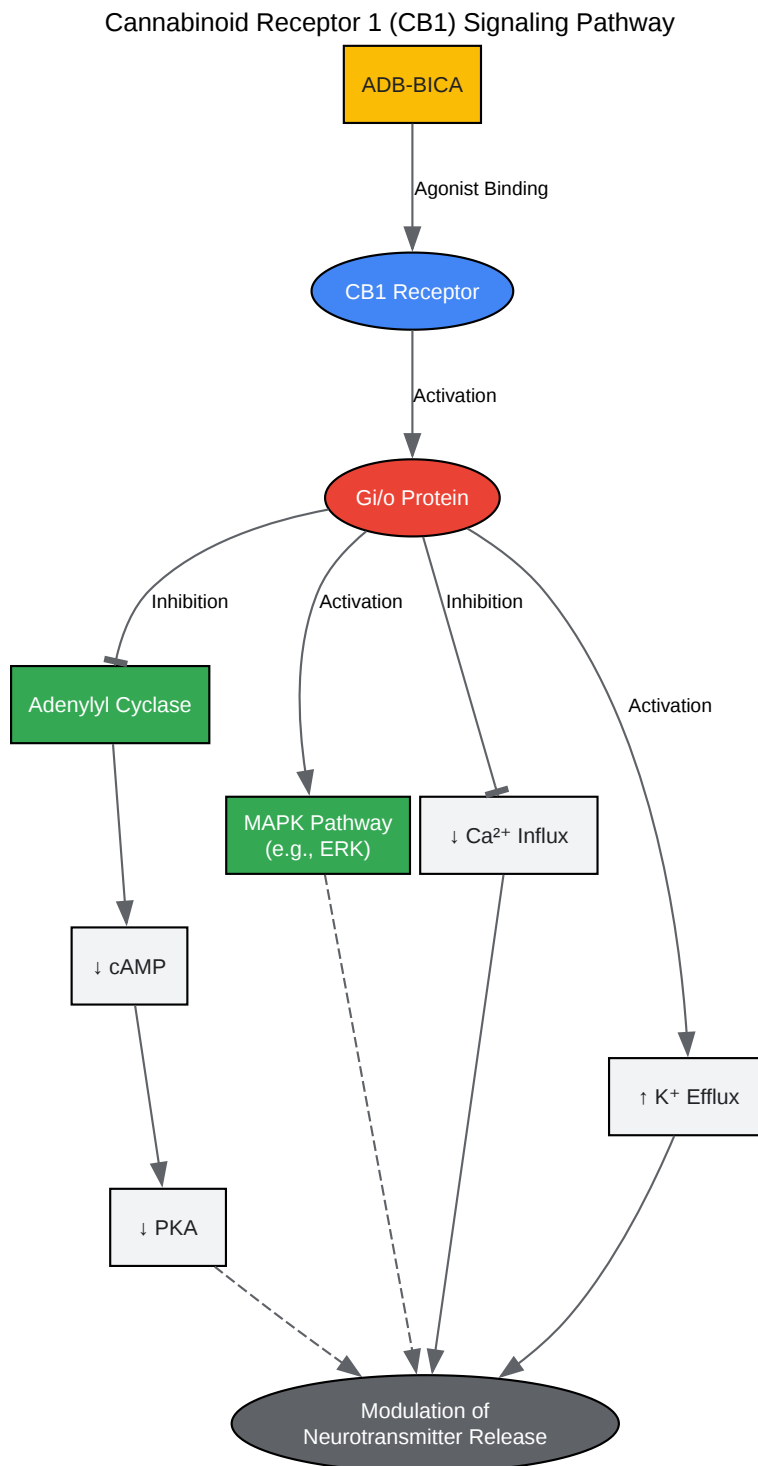 Cannabinoid Receptor 1 (CB1) Signaling Pathway
ADB-BICA
Agonist Binding
CB1 Receptor
Activation
Gi/o Protein
Inhibition
Activation
Inhibition
Activation
Adenylyl Cyclase
MAPK Pathway
(e.g., ERK)
↓ Ca²⁺ Influx
↓ cAMP
↑ K⁺ Efflux
↓ PKA
Modulation of
Neurotransmitter Release